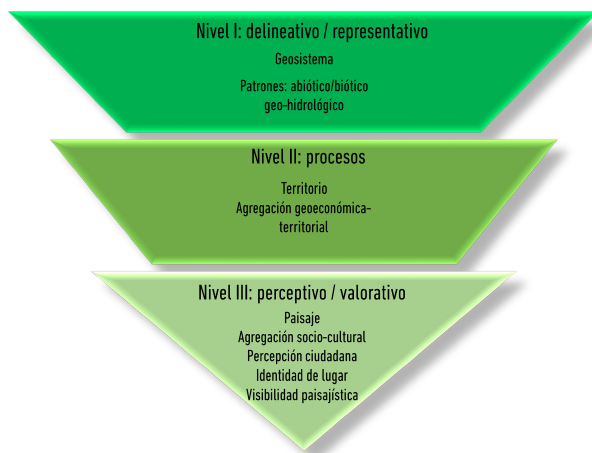 Nivel I: delineativo / representativo
Geosistema
Patrones: abiótico/biótico
geo-hidrológico
Nivel II: procesos
Territorio
Agregación geoeconómica-
territorial
Nivel III: perceptivo / valorativo
Paisaje
Agregación socio-cultural
Percepción ciudadana
Identidad de lugar
Visibilidad paisajística